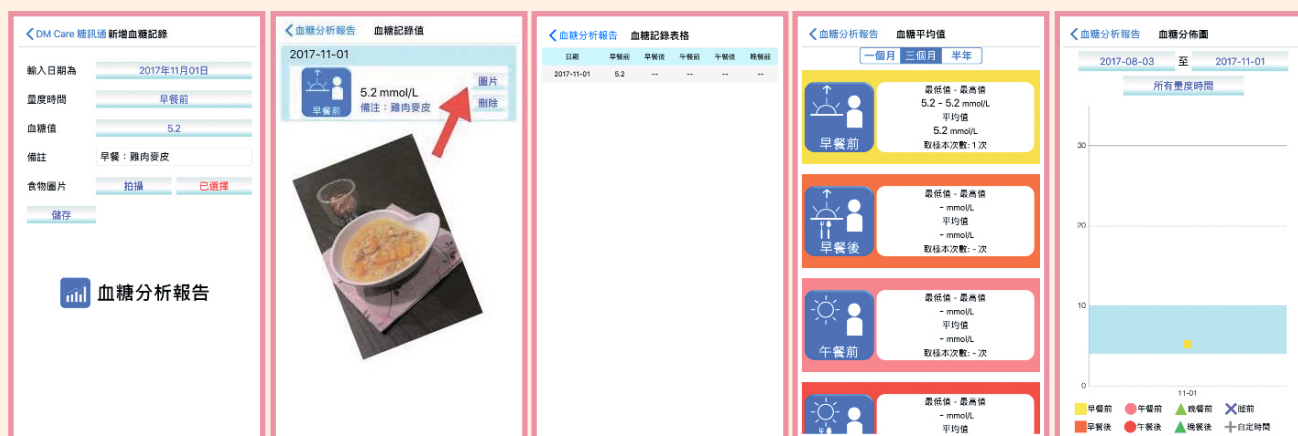 DM Care 糖訊通 新增血糖記錄
輸入日期為 2017年11月01日
量度時間 早餐前
血糖值 5.2
備註 早餐：雞肉麥皮
食物圖片 拍攝 已選擇
儲存
血糖分析報告
血糖分析報告 血糖記錄值
2017-11-01
早餐前
5.2 mmol/L
備注：雞肉麥皮
圖片
刪除
血糖分析報告 血糖記錄表格
日期 早餐前 早餐後 午餐前 午餐後 晚餐前
2017-11-01 5.2 -- -- -- --
血糖分析報告 血糖平均值
一個月 三個月 半年
早餐前
最低值 - 最高值
5.2 - 5.2 mmol/L
平均值
5.2 mmol/L
取樣本次數: 1 次
早餐後
最低值 - 最高值
- mmol/L
平均值
- mmol/L
取樣本次數: - 次
午餐前
最低值 - 最高值
- mmol/L
平均值
- mmol/L
取樣本次數: - 次
最低值 - 最高值
- mmol/L
平均值
血糖分析報告 血糖分佈圖
2017-08-03 至 2017-11-01
所有量度時間
30
20
10
0
11-01
早餐前 午餐前 晚餐前 睡前
早餐後 午餐後 晚餐後 自定時間